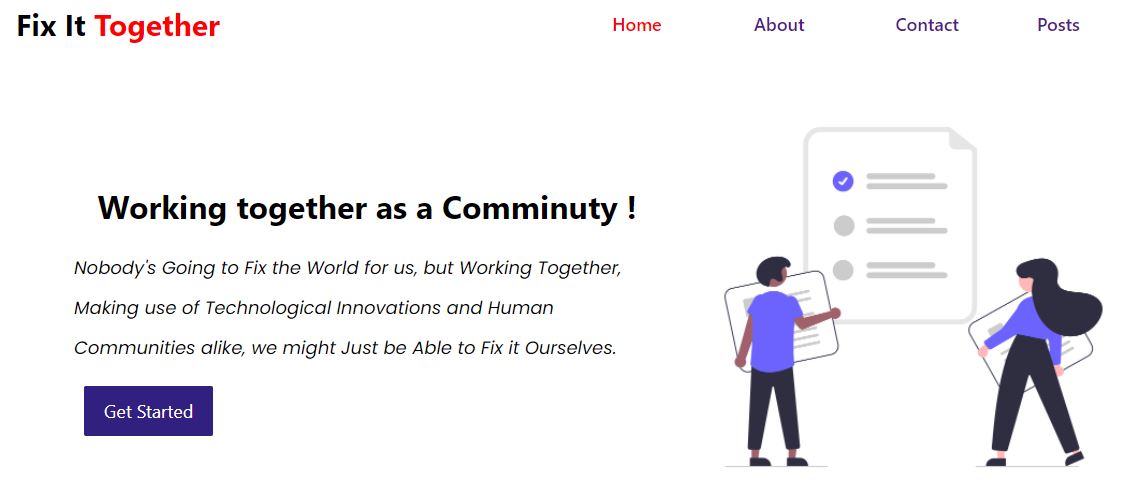 Fix It Together
Home About Contact Posts
Working together as a Comminuty !
Nobody's Going to Fix the World for us, but Working Together,
Making use of Technological Innovations and Human
Communities alike, we might Just be Able to Fix it Ourselves.
Get Started